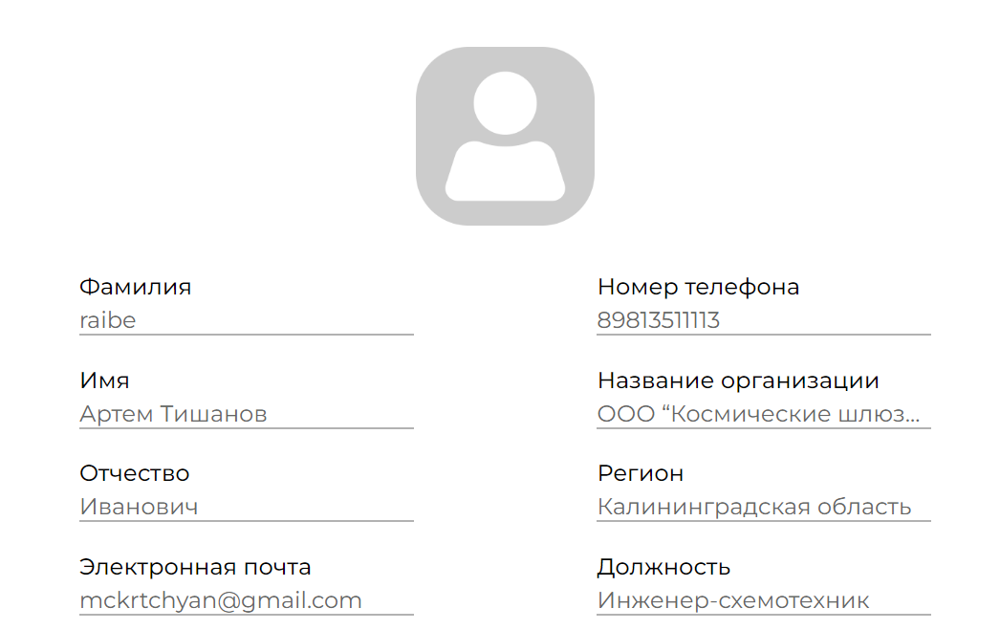 Фамилия
raibe
Имя
Артем Тишанов
Отчество
Иванович
Электронная почта
mckrtchyan@gmail.com
Номер телефона
89813511113
Название организации
ООО “Космические шлюз...
Регион
Калининградская область
Должность
Инженер-схемотехник